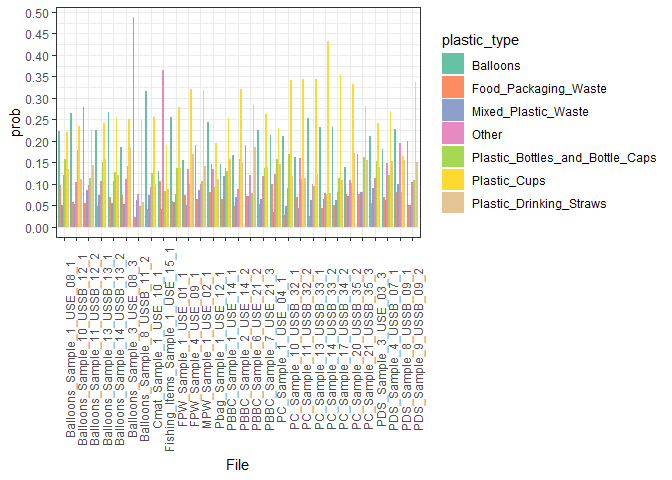 0.50
0.45
0.40
0.35
0.30
0.25
0.20
0.15
0.10
0.05
0.00
prob
Balloons_Sample_1_USE_08_1
Balloons_Sample_10_USSB_12_1
Balloons_Sample_11_USSB_12_2
Balloons_Sample_13_USSB_13_1
Balloons_Sample_14_USSB_13_2
Balloons_Sample_3_USE_08_3
Balloons_Sample_8_USSB_11_2
Cmat_Sample_1_USE_10_1
Fishing_Items_Sample_1_USE_15_1
FPW_Sample_1_USE_01_1
FPW_Sample_4_USE_09_1
MPW_Sample_1_USE_02_1
Pbag_Sample_1_USE_12_1
PBBC_Sample_1_USE_14_1
PBBC_Sample_2_USE_14_2
PBBC_Sample_6_USE_21_2
PBBC_Sample_7_USE_21_3
PC_Sample_1_USE_04_1
PC_Sample_10_USSB_32_1
PC_Sample_11_USSB_32_2
PC_Sample_13_USSB_33_1
PC_Sample_14_USSB_33_2
PC_Sample_17_USSB_34_2
PC_Sample_20_USSB_35_2
PC_Sample_21_USSB_35_3
PDS_Sample_3_USE_03_3
PDS_Sample_4_USSB_07_1
PDS_Sample_8_USSB_09_1
PDS_Sample_9_USSB_09_2
File
plastic_type
Balloons
Food_Packaging_Waste
Mixed_Plastic_Waste
Other
Plastic_Bottles_and_Bottle_Caps
Plastic_Cups
Plastic_Drinking_Straws